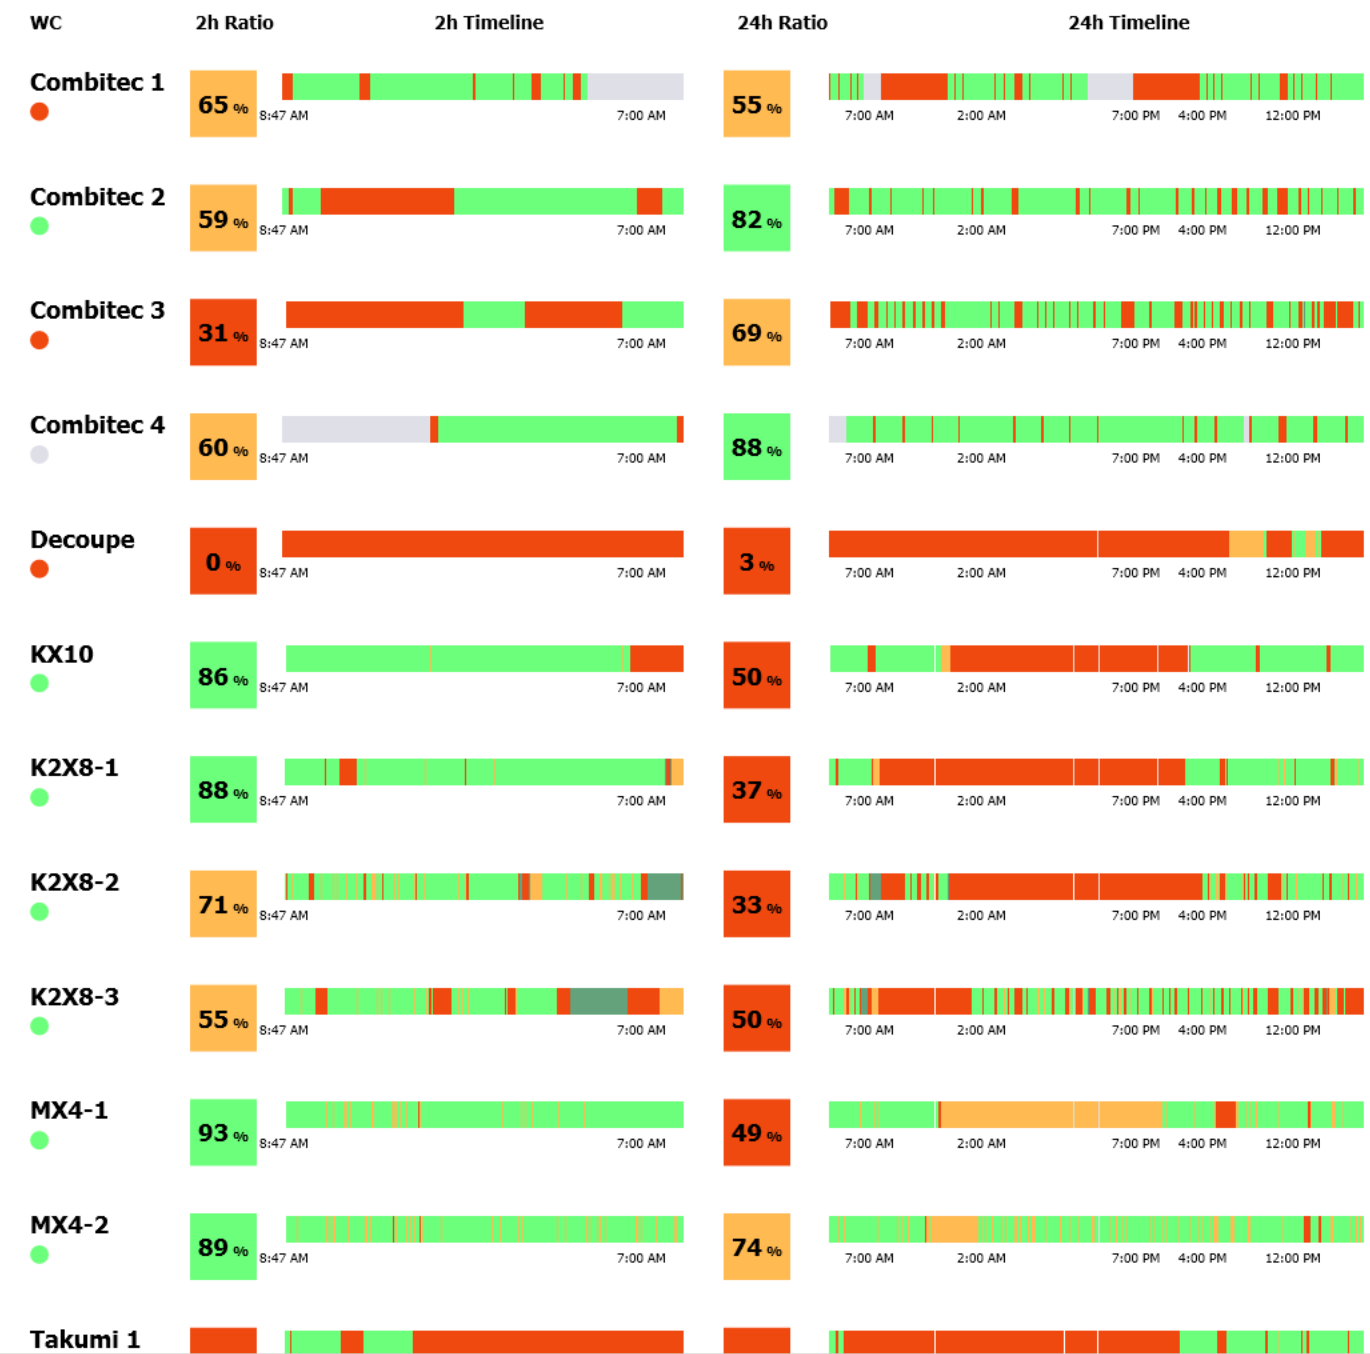 WC 2h Ratio 2h Timeline 24h Ratio 24h Timeline
Combitec 1
65 % 8:47 AM 7:00 AM 55 % 7:00 AM 2:00 AM 7:00 PM 4:00 PM 12:00 PM
Combitec 2
59 % 8:47 AM 7:00 AM 82 % 7:00 AM 2:00 AM 7:00 PM 4:00 PM 12:00 PM
Combitec 3
31 % 8:47 AM 7:00 AM 69 % 7:00 AM 2:00 AM 7:00 PM 4:00 PM 12:00 PM
Combitec 4
60 % 8:47 AM 7:00 AM 88 % 7:00 AM 2:00 AM 7:00 PM 4:00 PM 12:00 PM
Decoupe
0 % 8:47 AM 7:00 AM 3 % 7:00 AM 2:00 AM 7:00 PM 4:00 PM 12:00 PM
KX10
86 % 8:47 AM 7:00 AM 50 % 7:00 AM 2:00 AM 7:00 PM 4:00 PM 12:00 PM
K2X8-1
88 % 8:47 AM 7:00 AM 37 % 7:00 AM 2:00 AM 7:00 PM 4:00 PM 12:00 PM
K2X8-2
71 % 8:47 AM 7:00 AM 33 % 7:00 AM 2:00 AM 7:00 PM 4:00 PM 12:00 PM
K2X8-3
55 % 8:47 AM 7:00 AM 50 % 7:00 AM 2:00 AM 7:00 PM 4:00 PM 12:00 PM
MX4-1
93 % 8:47 AM 7:00 AM 49 % 7:00 AM 2:00 AM 7:00 PM 4:00 PM 12:00 PM
MX4-2
89 % 8:47 AM 7:00 AM 74 % 7:00 AM 2:00 AM 7:00 PM 4:00 PM 12:00 PM
Takumi 1